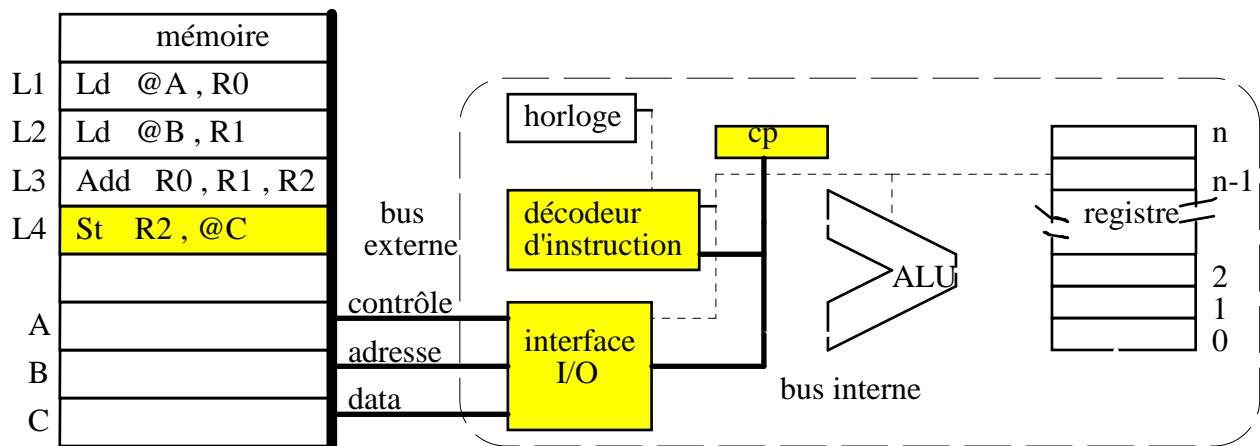 mémoire
L1 Ld @A , R0
L2 Ld @B , R1
L3 Add R0 , R1 , R2
L4 St R2 , @C
A
B
C
bus
externe
contrôle
adresse
data
horloge
décodeur
d'instruction
interface
I/O
cp
ALU
bus interne
registre
n
n-1
2
1
0